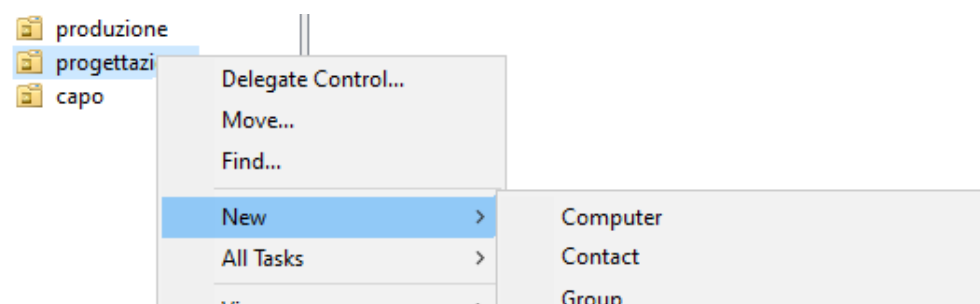 produzione
progettazi
capo
Delegate Control...
Move...
Find...
New
All Tasks
Computer
Contact
Group